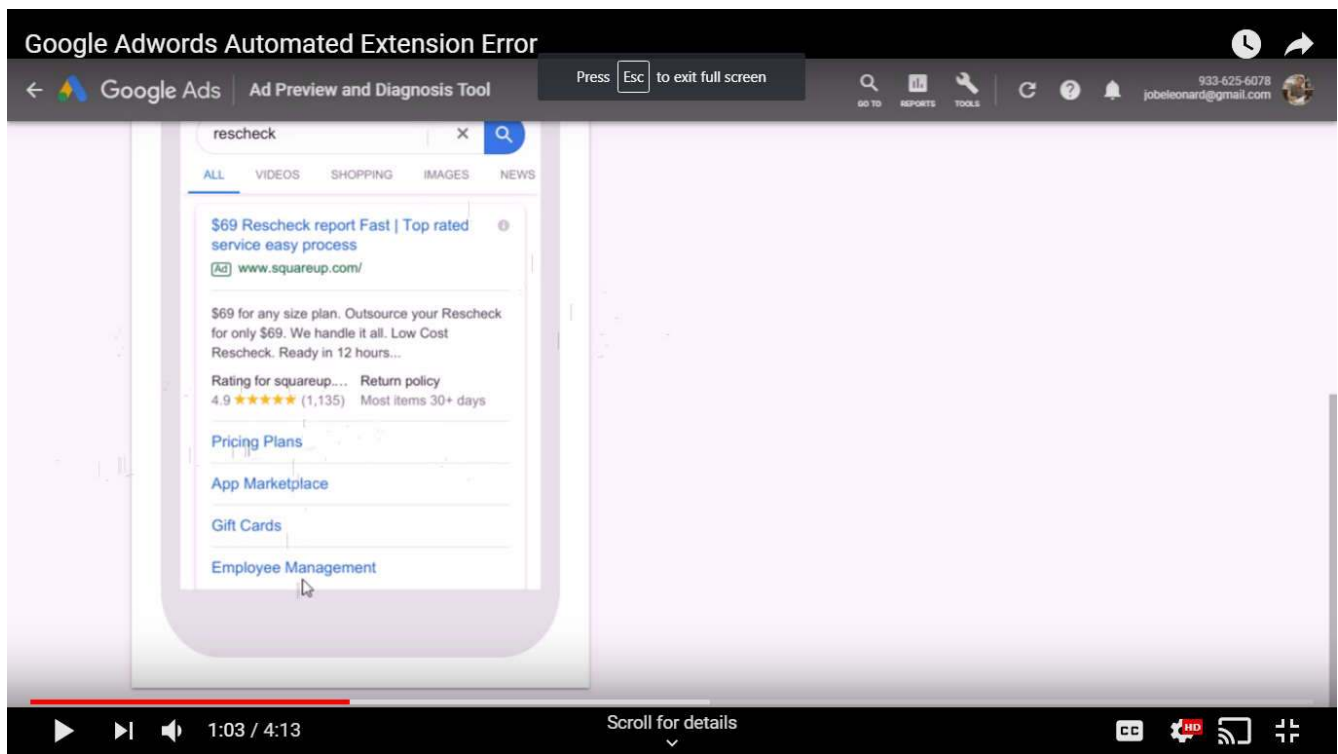 Google Adwords Automated Extension Error
Press Esc to exit full screen
Google Ads Ad Preview and Diagnosis Tool
GO TO REPORTS TOOLS
933-625-6078
jobeleonard@gmail.com
rescheck
ALL VIDEOS SHOPPING IMAGES NEWS
$69 Rescheck report Fast | Top rated
service easy process
Ad www.squareup.com/
$69 for any size plan. Outsource your Rescheck
for only $69. We handle it all. Low Cost
Rescheck. Ready in 12 hours...
Rating for squareup.... Return policy
4.9 ★★★★★ (1,135) Most items 30+ days
Pricing Plans
App Marketplace
Gift Cards
Employee Management
1:03 / 4:13
Scroll for details
CC HD